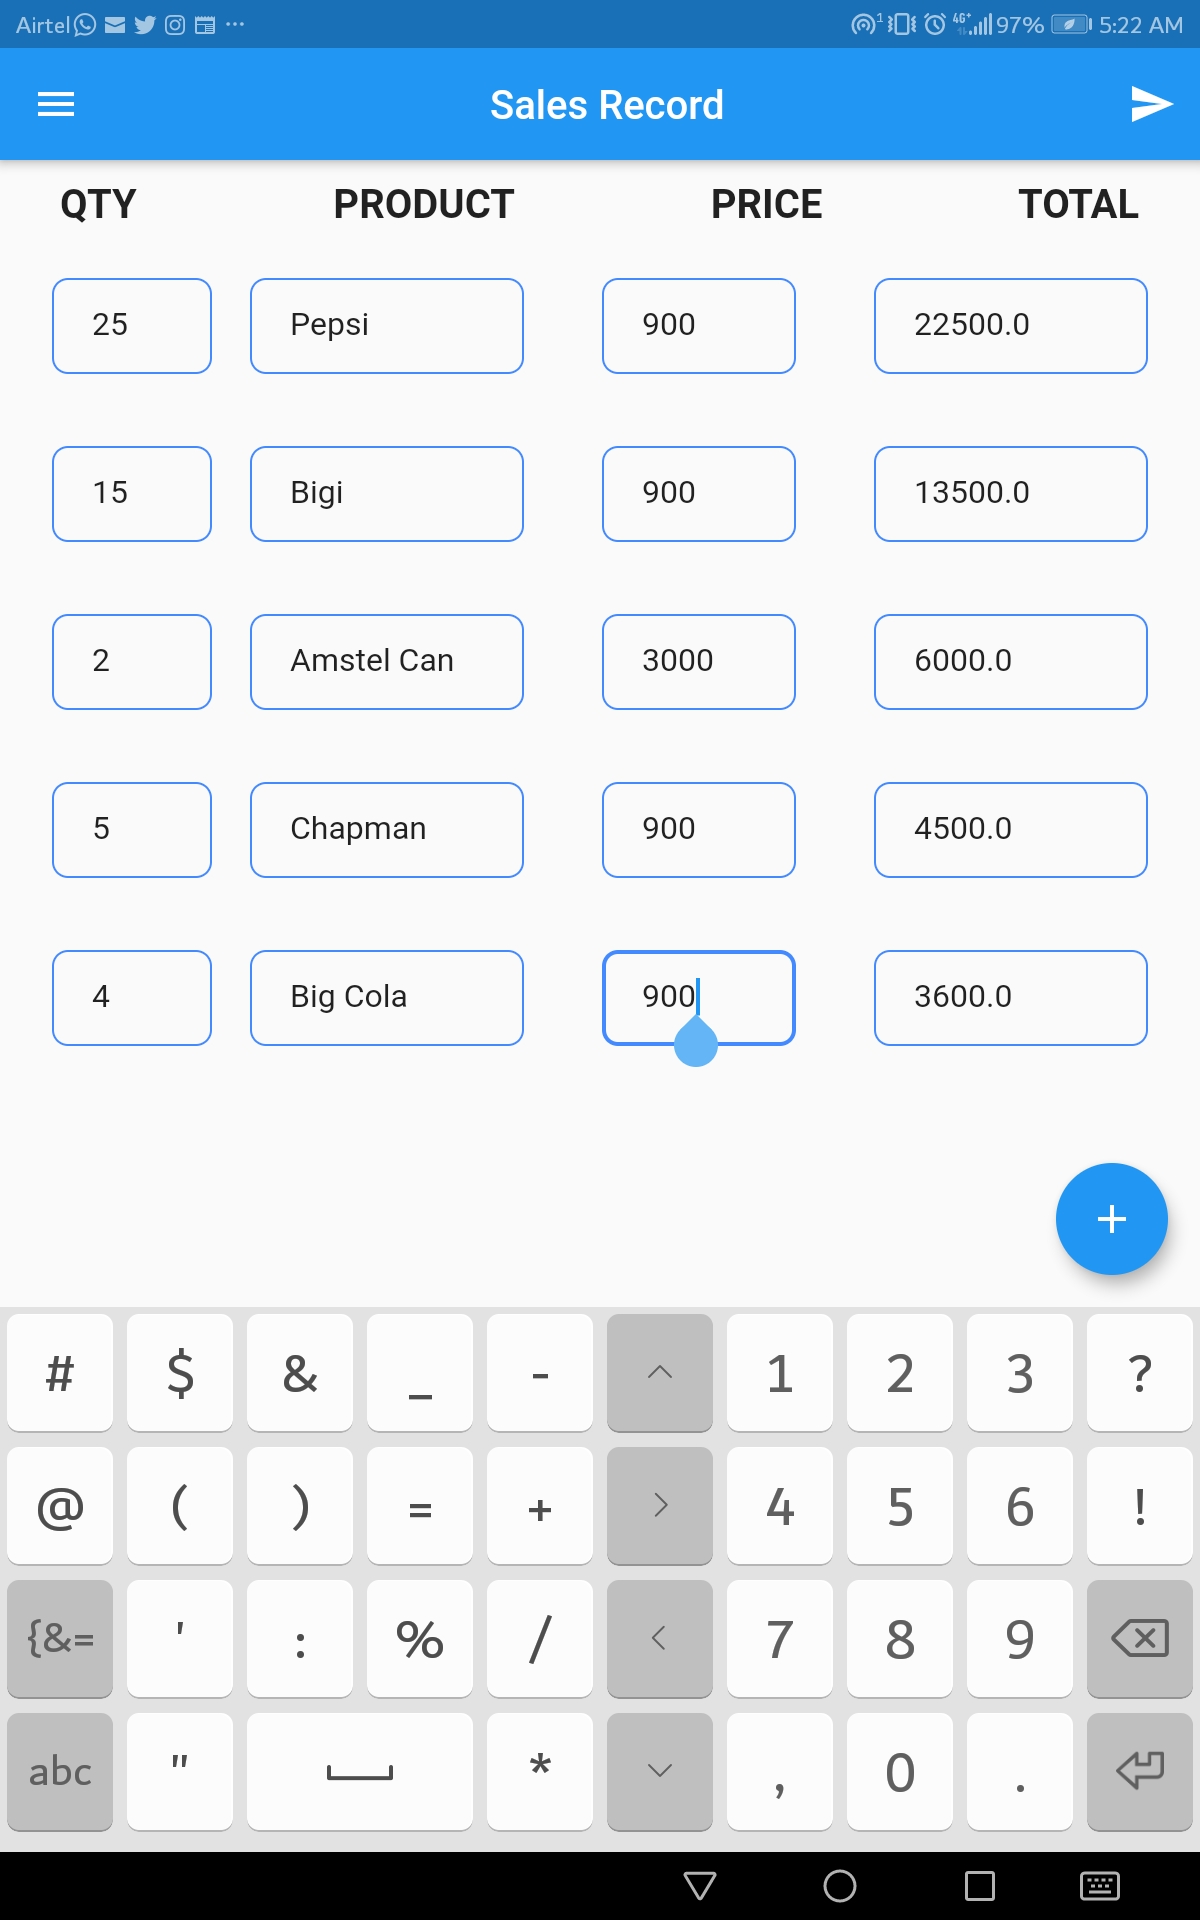 Airtel 1 4G+ 97% 5:22 AM
Sales Record
QTY PRODUCT PRICE TOTAL
25 Pepsi 900 22500.0
15 Bigi 900 13500.0
2 Amstel Can 3000 6000.0
5 Chapman 900 4500.0
4 Big Cola 900 3600.0
+
# $ & _ - 1 2 3 ?
@ ( ) = + 4 5 6 !
{&= ' : % / 7 8 9
abc " * , 0 .